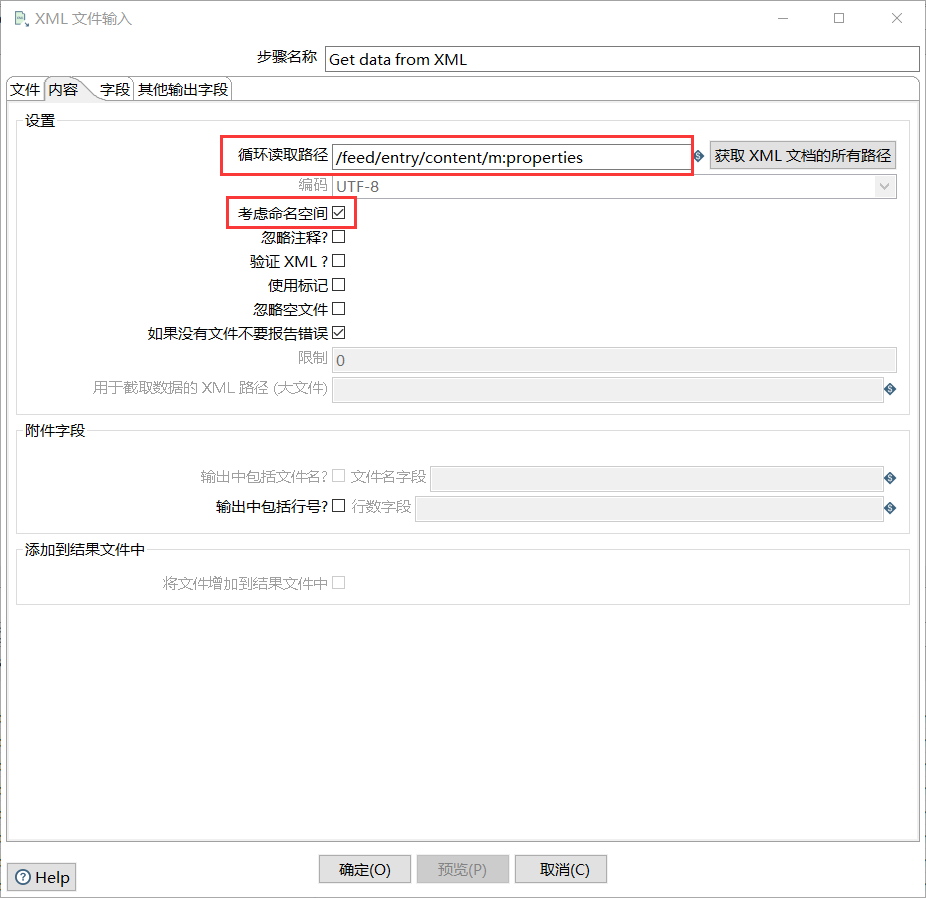 XML 文件输入
步骤名称 Get data from XML
文件 内容 字段 其他输出字段
设置
循环读取路径 /feed/entry/content/m:properties 获取 XML 文档的所有路径
编码 UTF-8
考虑命名空间
忽略注释?
验证 XML ?
使用标记
忽略空文件
如果没有文件不要报告错误
限制 0
用于截取数据的 XML 路径 (大文件)
附件字段
输出中包括文件名? 文件名字段
输出中包括行号? 行数字段
添加到结果文件中
将文件增加到结果文件中
确定(O) 预览(P) 取消(C)
Help